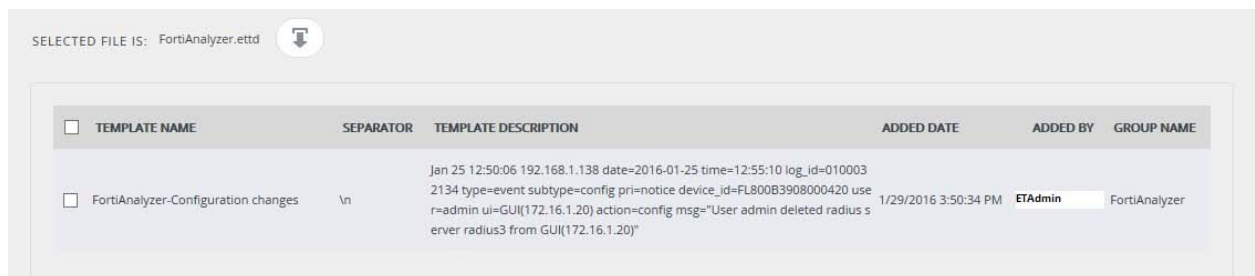 SELECTED FILE IS: FortiAnalyzer.ettd
TEMPLATE NAME SEPARATOR TEMPLATE DESCRIPTION ADDED DATE ADDED BY GROUP NAME
Jan 25 12:50:06 192.168.1.138 date=2016-01-25 time=12:55:10 log_id=010003
2134 type=event subtype=config pri=notice device_id=FL800B3908000420 use
FortiAnalyzer-Configuration changes \n r=admin ui=GUI(172.16.1.20) action=config msg="User admin deleted radius s 1/29/2016 3:50:34 PM ETAdmin FortiAnalyzer
erver radius3 from GUI(172.16.1.20)"